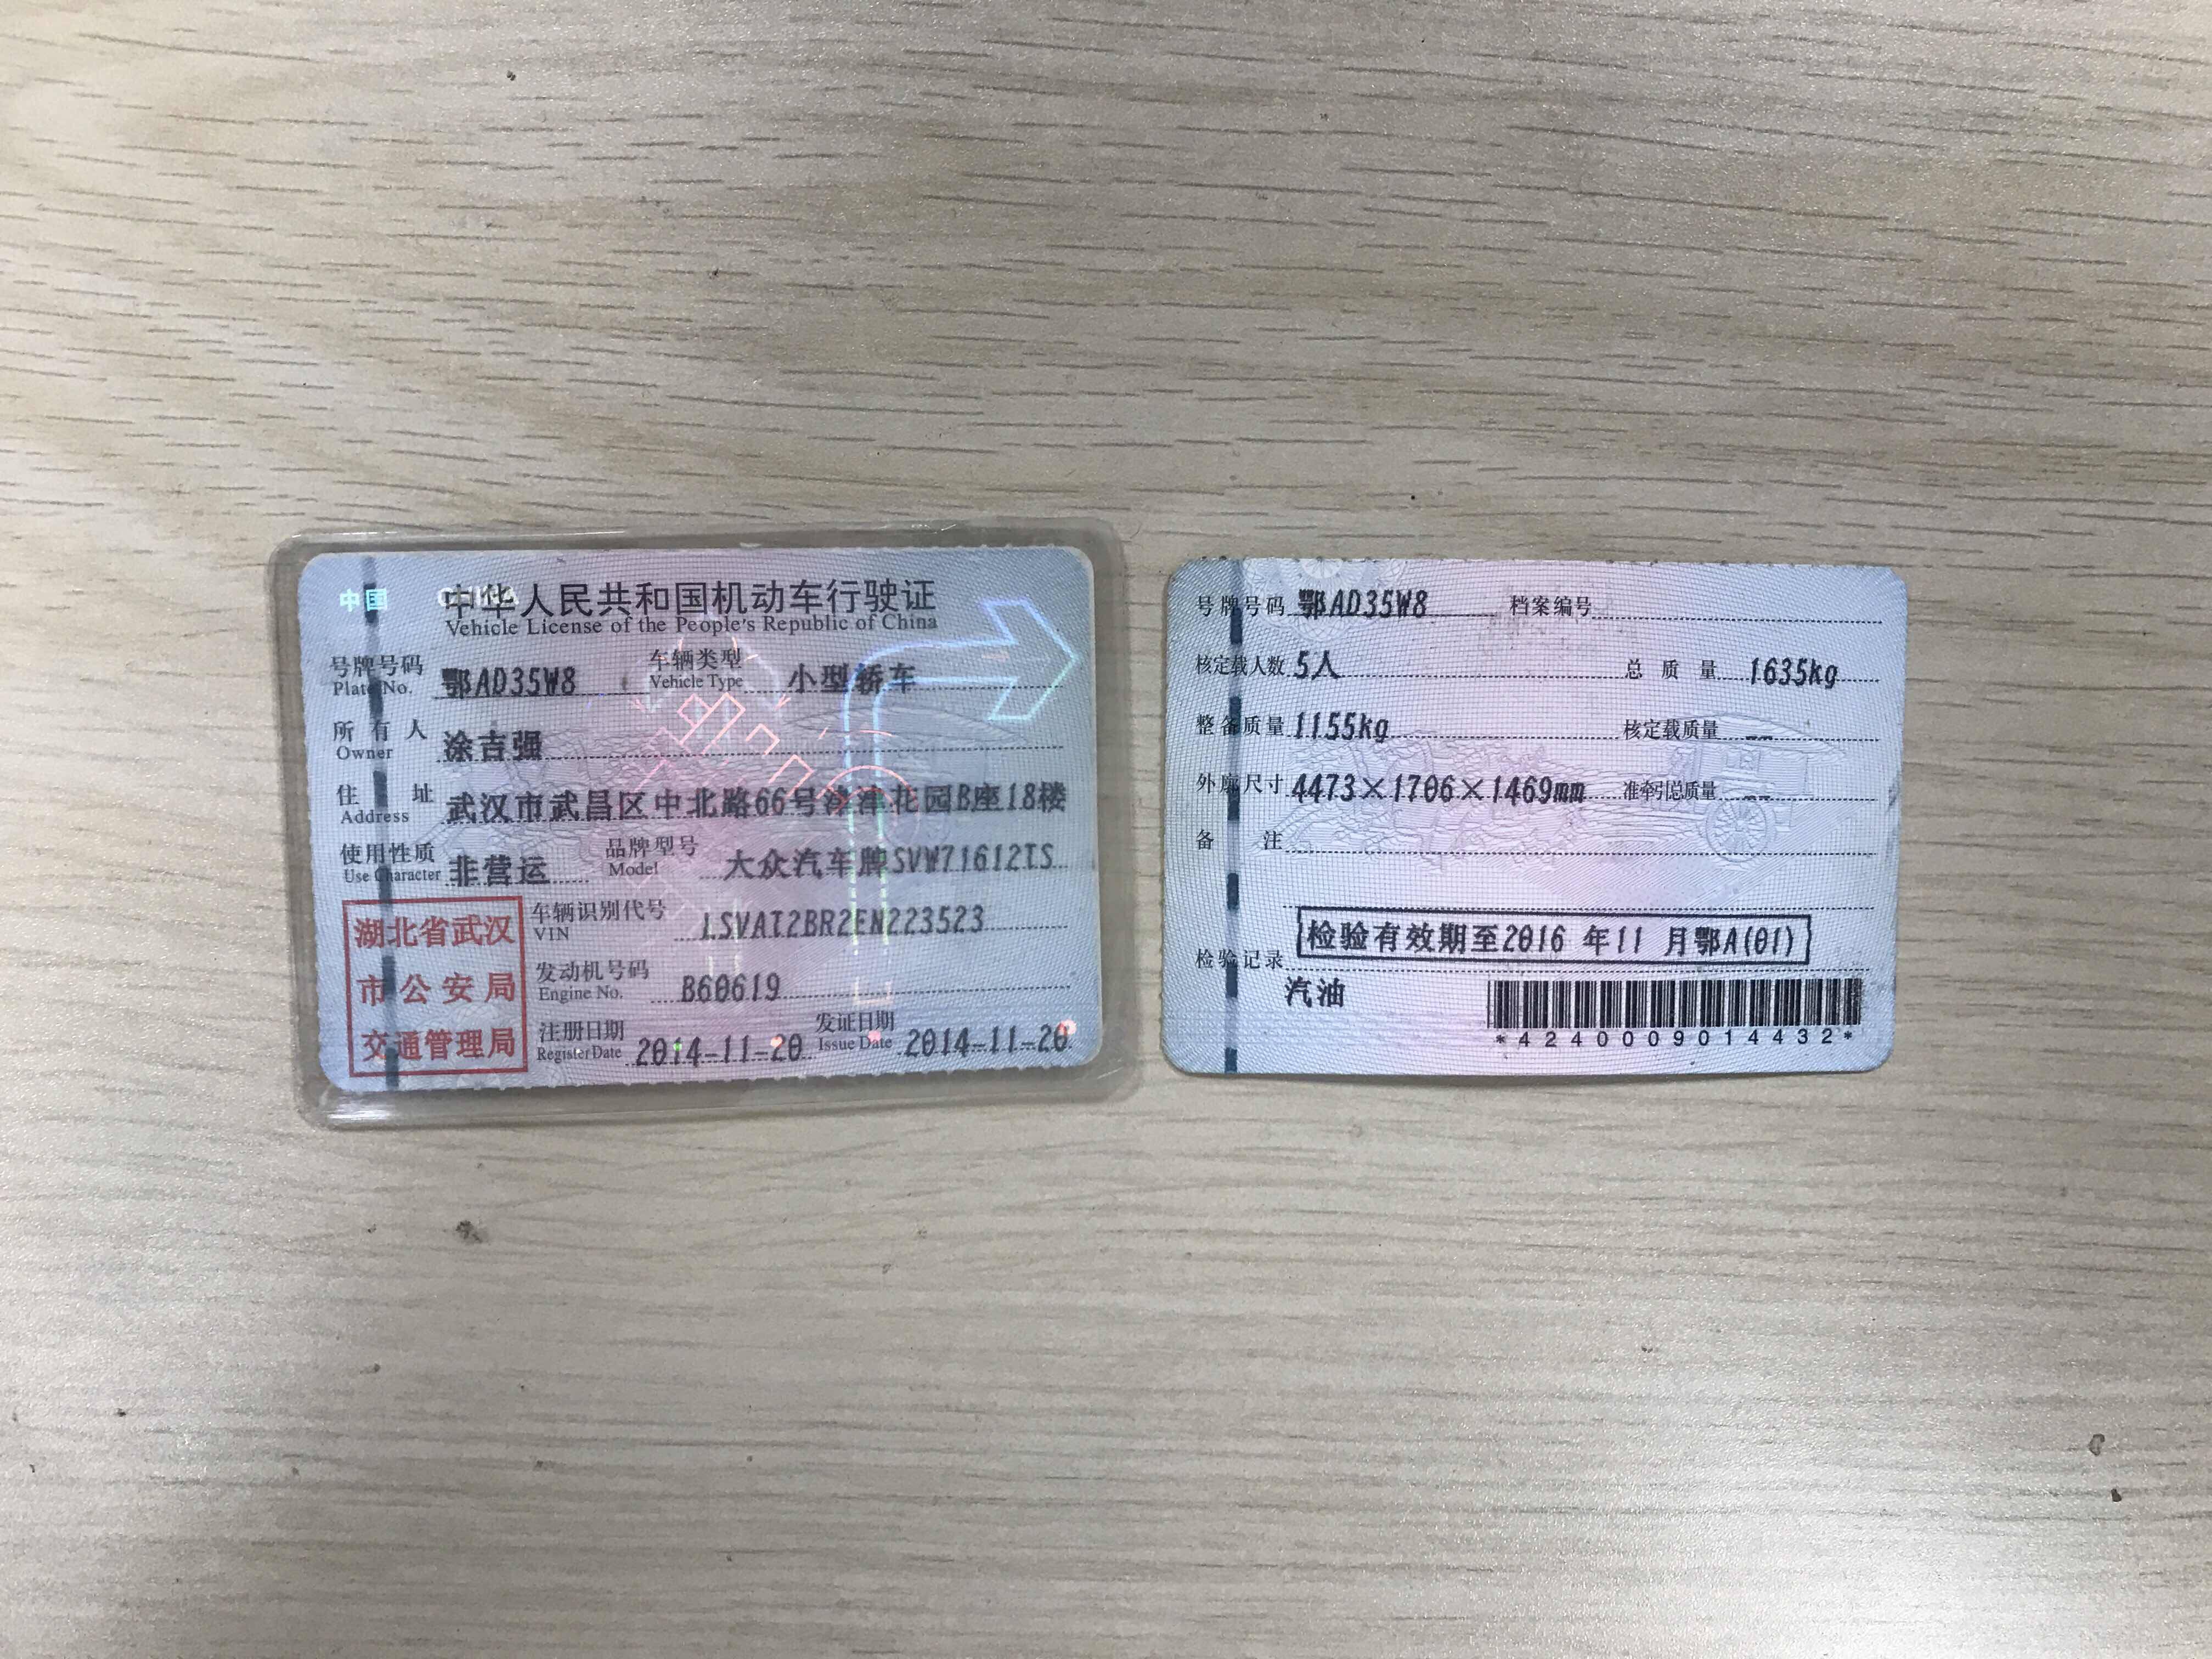 中国
中华人民共和国机动车行驶证
Vehicle License of the People's Republic of China
号牌号码 鄂AD35W8 车辆类型 小型轿车
Plate No. Vehicle Type
所有人 涂吉强
Owner
住址 武汉市武昌区中北路66号 花园B座18楼
Address
使用性质 非营运 品牌型号 大众汽车牌SVW71612TS
Use Character Model
湖北省武汉
市公安局
交通管理局
车辆识别代号 LSVAT2BR2EN223523
VIN
发动机号码 B60619
Engine No.
注册日期 2014-11-20 发证日期 2014-11-20
Register Date Issue Date
号牌号码 鄂AD35W8 档案编号
核定载人数 5人 总质量 1635kg
整备质量 1155kg 核定载质量
外廓尺寸 4473×1706×1469mm 准牵引总质量
备注
检验有效期至2016年11月鄂A(01)
检验记录
汽油
*4240009014432*